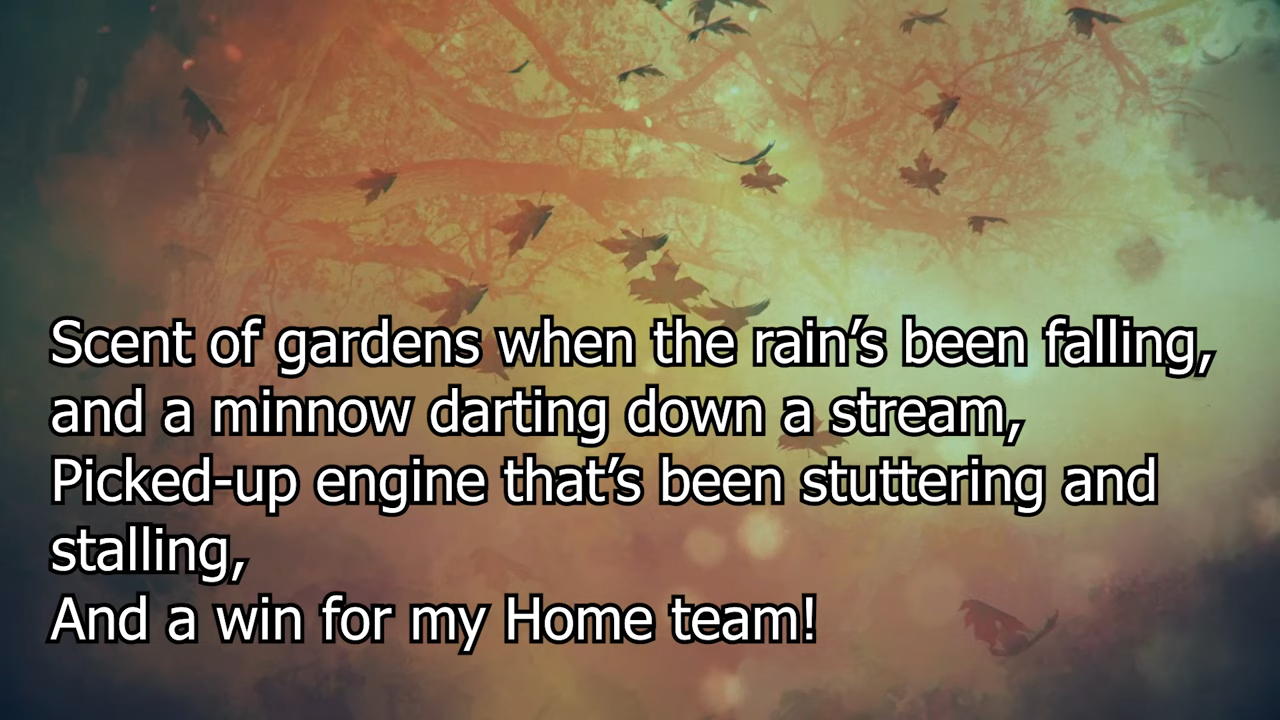 Scent of gardens when the rain’s been falling,
and a minnow darting down a stream,
Picked-up engine that’s been stuttering and
stalling,
And a win for my Home team!